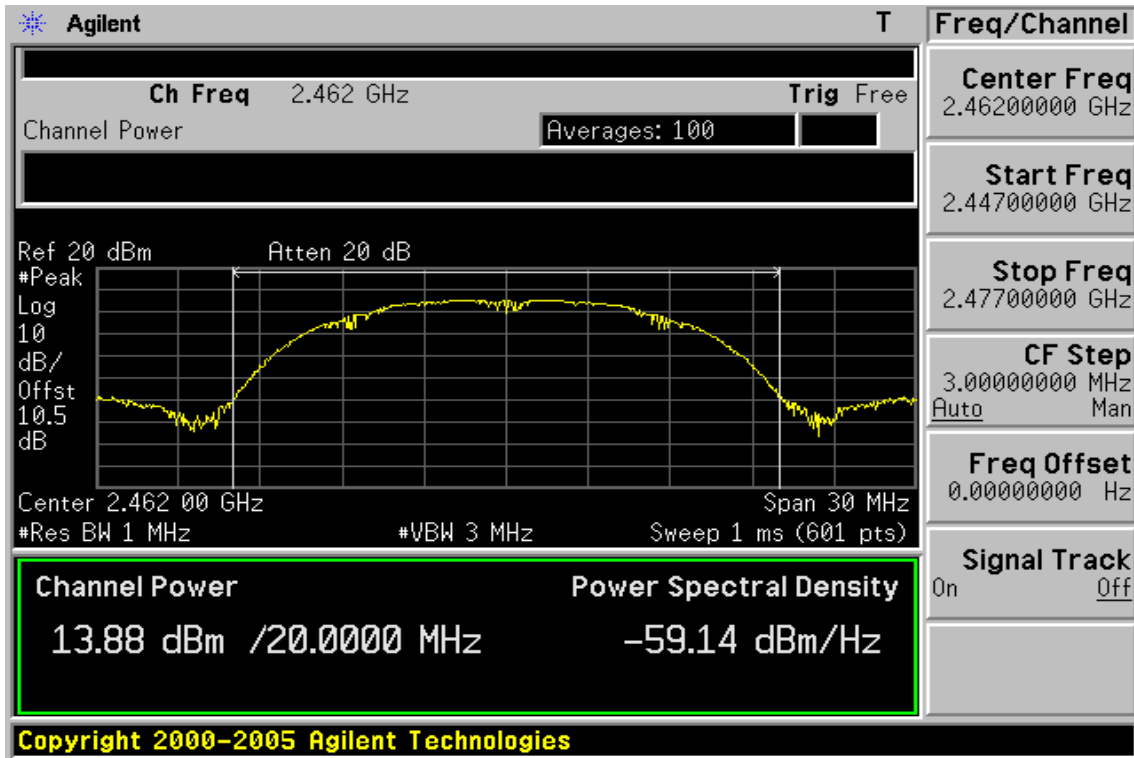 Agilent T Freq/Channel
Ch Freq 2.462 GHz Trig Free
Channel Power Averages: 100
Ref 20 dBm Atten 20 dB
#Peak
Log
10
dB/
Offst
10.5
dB
Center 2.462 00 GHz Span 30 MHz
#Res BW 1 MHz #VBW 3 MHz Sweep 1 ms (601 pts)
Channel Power Power Spectral Density
13.88 dBm /20.0000 MHz -59.14 dBm/Hz
Copyright 2000-2005 Agilent Technologies
Center Freq
2.46200000 GHz
Start Freq
2.44700000 GHz
Stop Freq
2.47700000 GHz
CF Step
3.00000000 MHz
Auto Man
Freq Offset
0.00000000 Hz
Signal Track
On Off